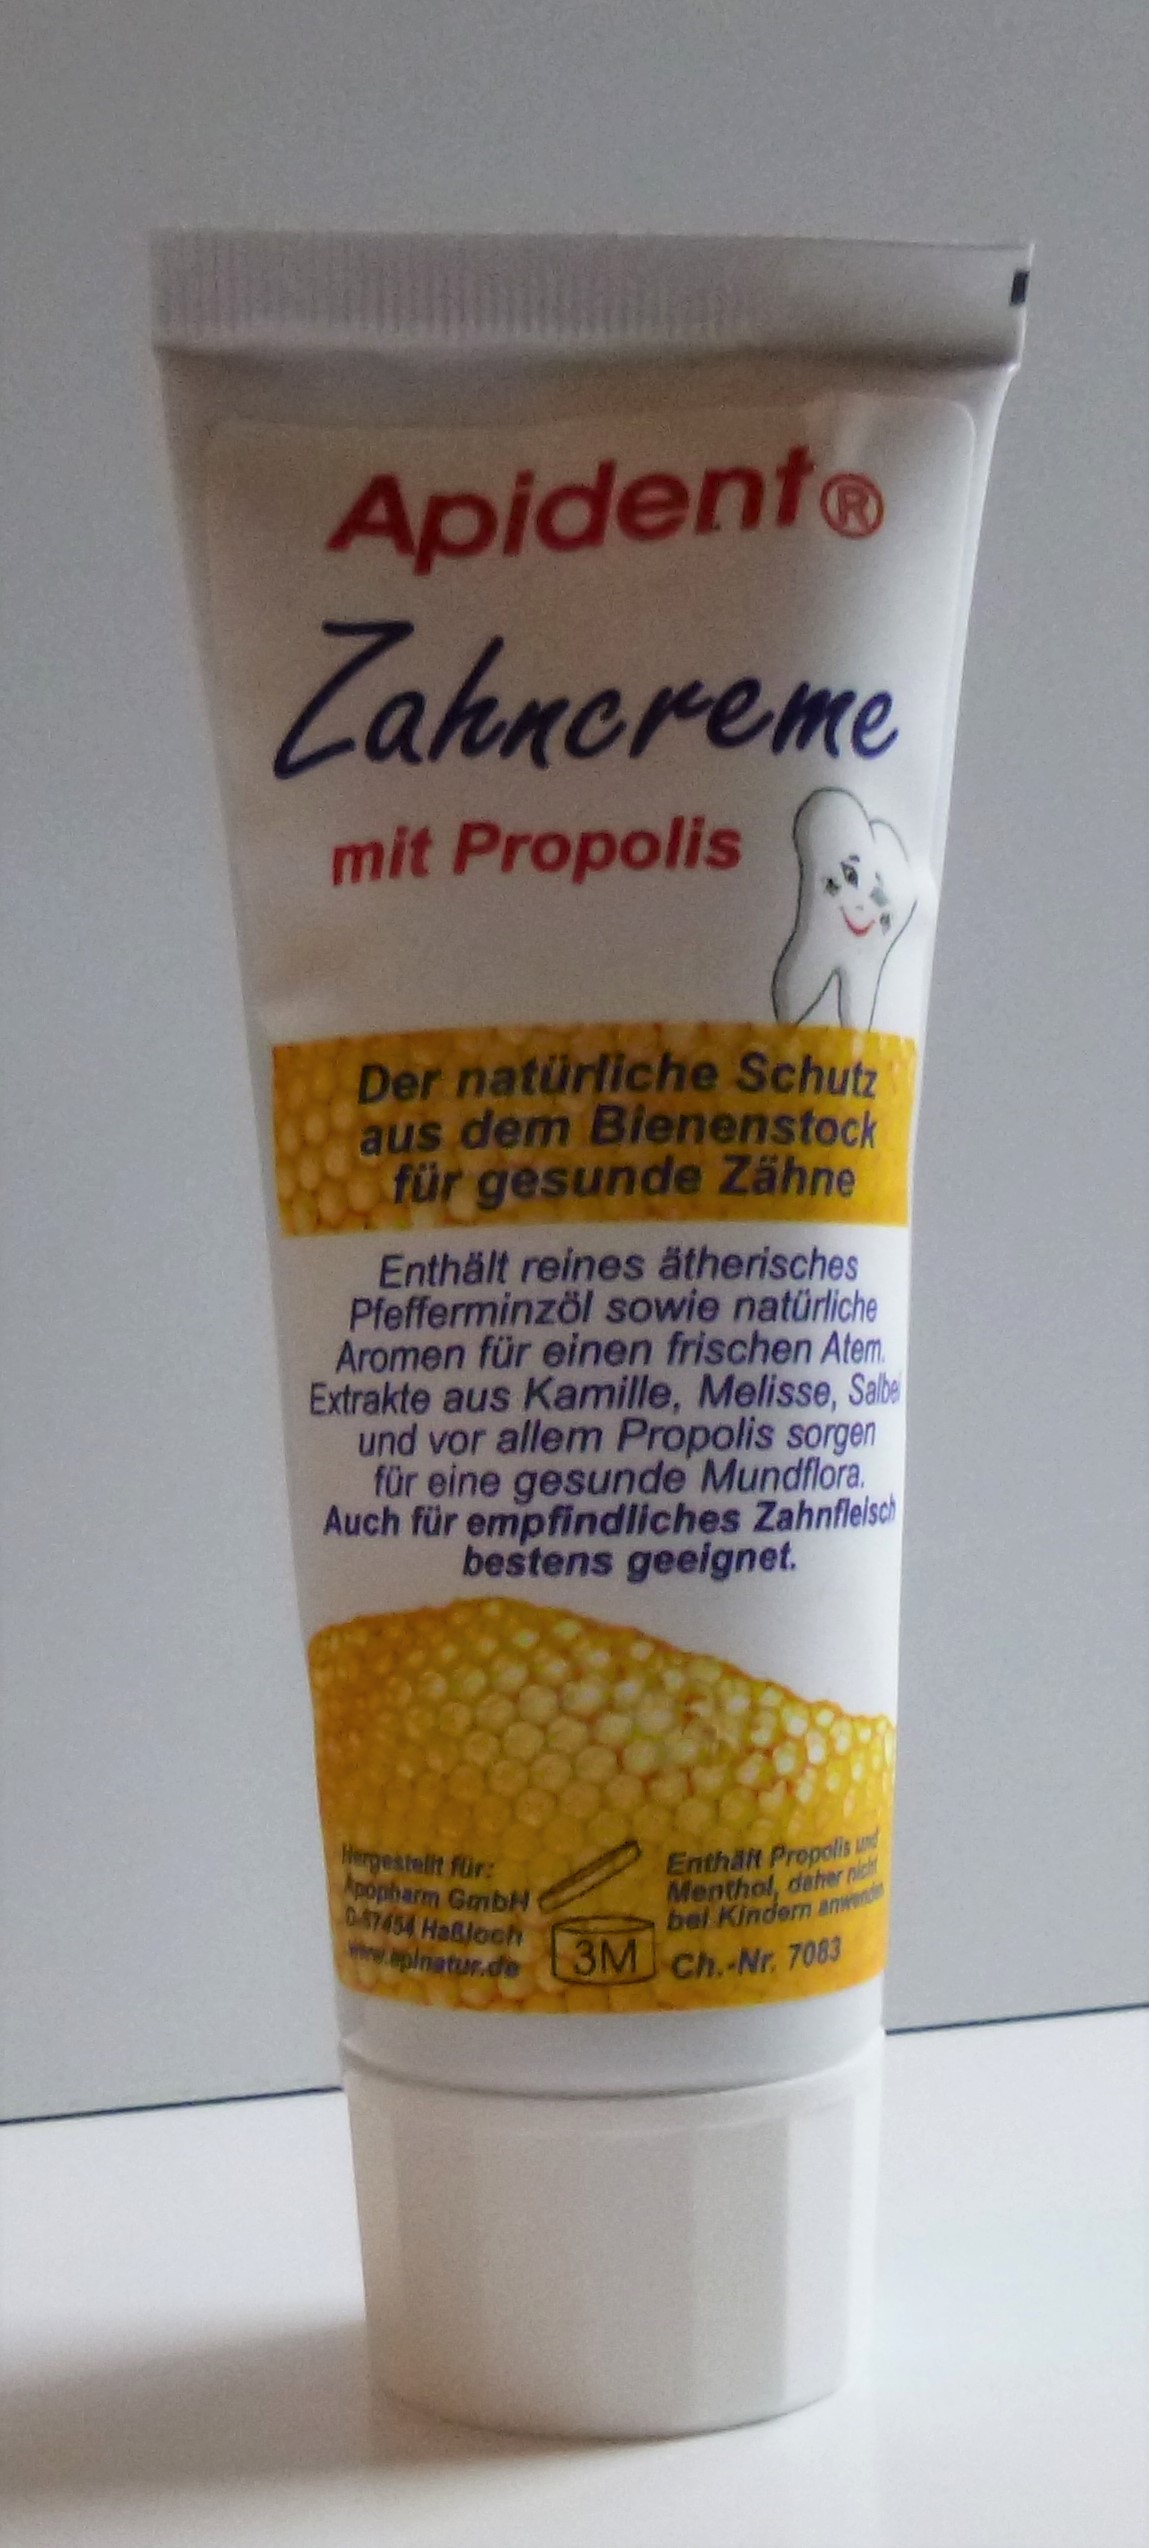 Apident®
Zahncreme
mit Propolis
Der natürliche Schutz
aus dem Bienenstock
für gesunde Zähne
Enthält reines ätherisches
Pfefferminzöl sowie natürliche
Aromen für einen frischen Atem.
Extrakte aus Kamille, Melisse, Salbei
und vor allem Propolis sorgen
für eine gesunde Mundflora.
Auch für empfindliches Zahnfleisch
bestens geeignet.
Hergestellt für:
Apopharm GmbH
D-67454 Haßloch
www.apinatur.de
3M
Enthält Propolis und
Menthol, daher nicht
bei Kindern anwenden
Ch.-Nr. 7083